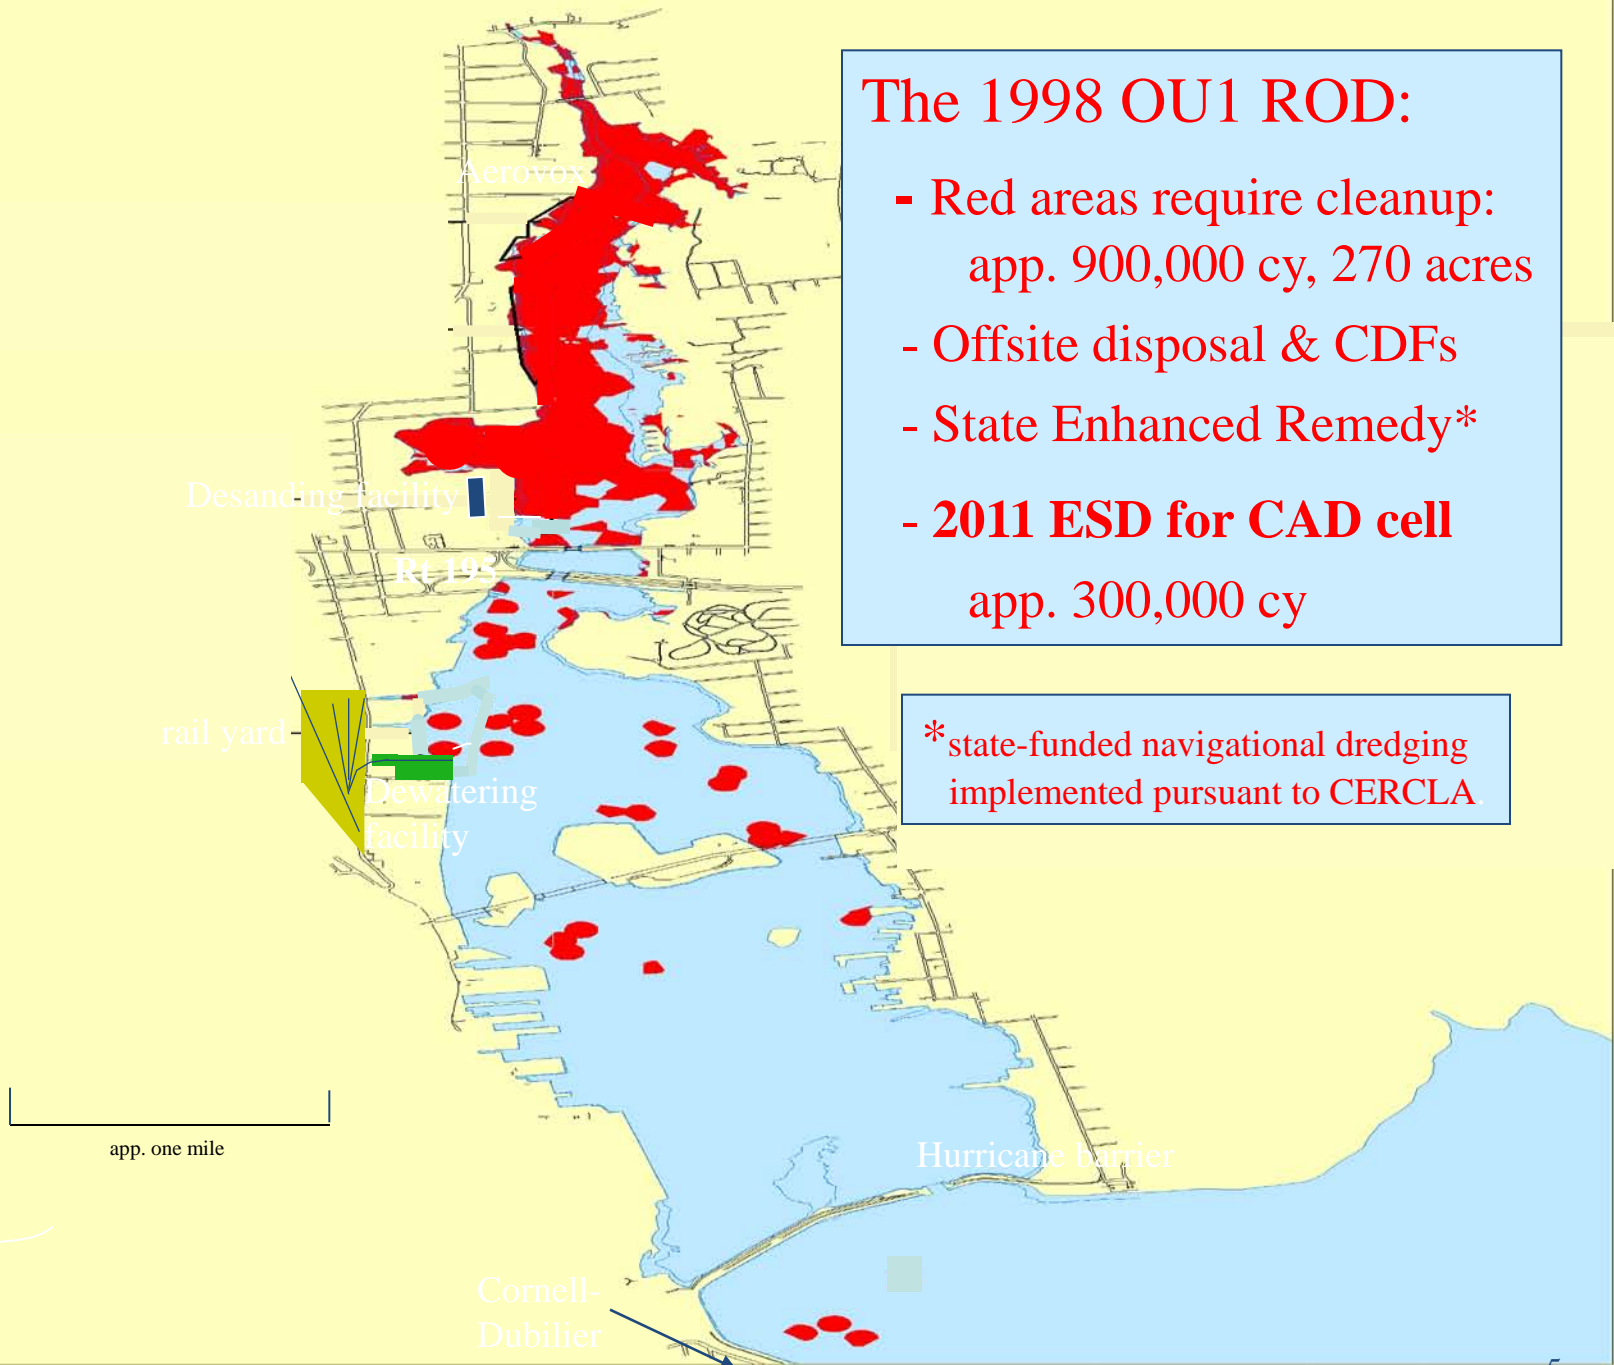 The 1998 OU1 ROD:
- Red areas require cleanup:
app. 900,000 cy, 270 acres
- Offsite disposal & CDFs
- State Enhanced Remedy*
- 2011 ESD for CAD cell
app. 300,000 cy
*state-funded navigational dredging
implemented pursuant to CERCLA.
Aerovox
Desanding facility
Rt 195
rail yard
Dewatering
facility
app. one mile
Hurricane barrier
Cornell-
Dubilier
5